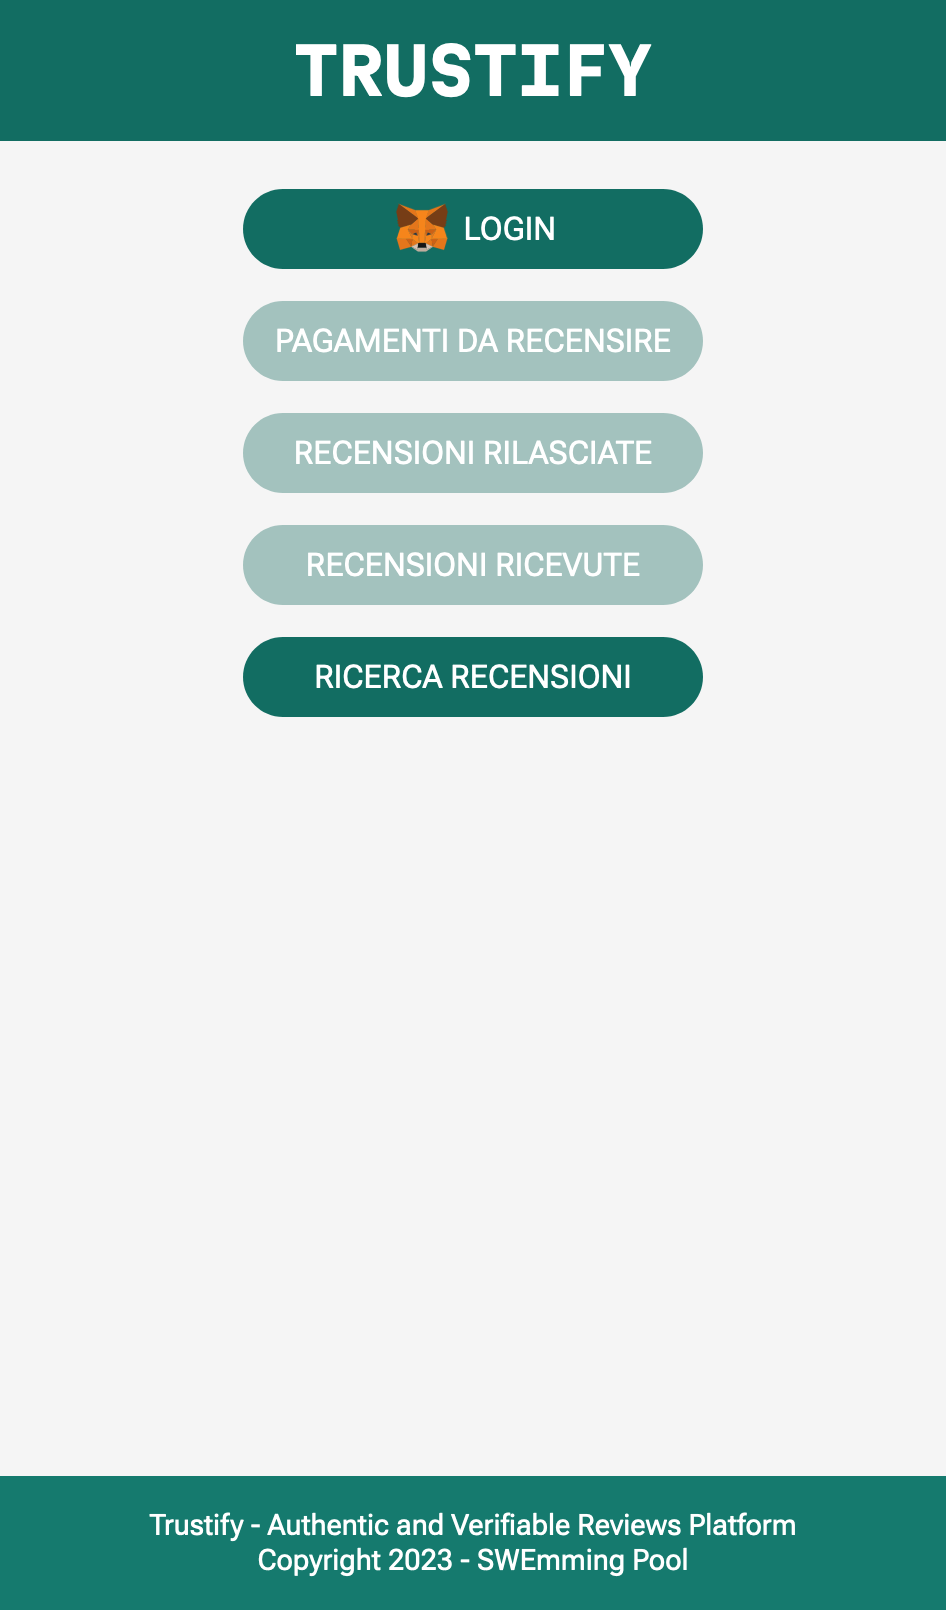 TRUSTIFY
LOGIN
PAGAMENTI DA RECENSIRE
RECENSIONI RILASCIATE
RECENSIONI RICEVUTE
RICERCA RECENSIONI
Trustify - Authentic and Verifiable Reviews Platform
Copyright 2023 - SWEmming Pool